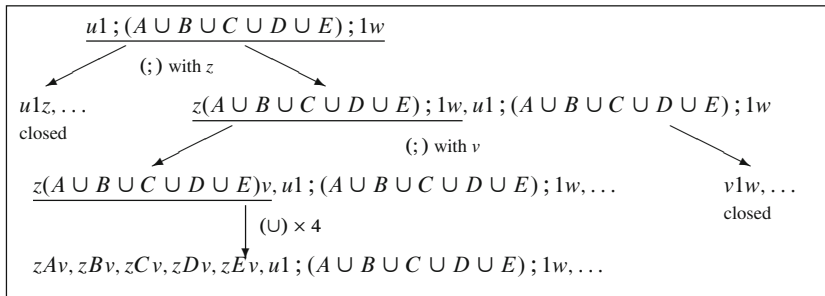 u1 ; (A ∪ B ∪ C ∪ D ∪ E) ; 1w
(;) with z
u1z, ... z(A ∪ B ∪ C ∪ D ∪ E) ; 1w, u1 ; (A ∪ B ∪ C ∪ D ∪ E) ; 1w
closed
(;) with v
z(A ∪ B ∪ C ∪ D ∪ E)v, u1 ; (A ∪ B ∪ C ∪ D ∪ E) ; 1w, ... v1w, ...
closed
(∪) × 4
zAv, zBv, zCv, zDv, zEv, u1 ; (A ∪ B ∪ C ∪ D ∪ E) ; 1w, ...